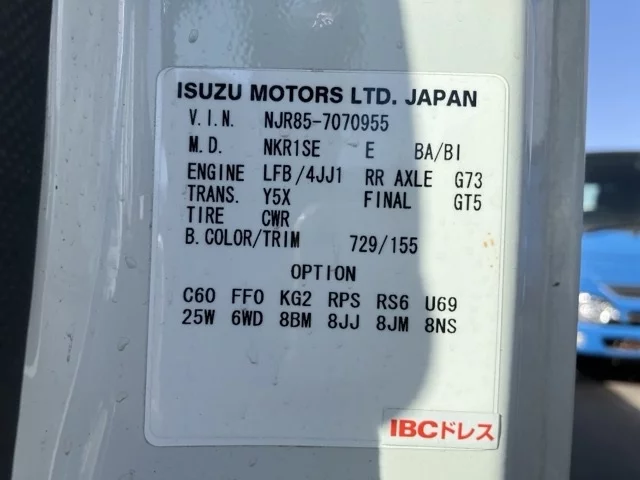 ISUZU MOTORS LTD. JAPAN
V.I.N. NJR85-7070955
M.D. NKR1SE E BA/BI
ENGINE LFB/4JJ1 RR AXLE G73
TRANS. Y5X FINAL GT5
TIRE CWR
B.COLOR/TRIM 729/155
OPTION
C60 FF0 KG2 RPS RS6 U69
25W 6WD 8BM 8JJ 8JM 8NS
IBCドレス